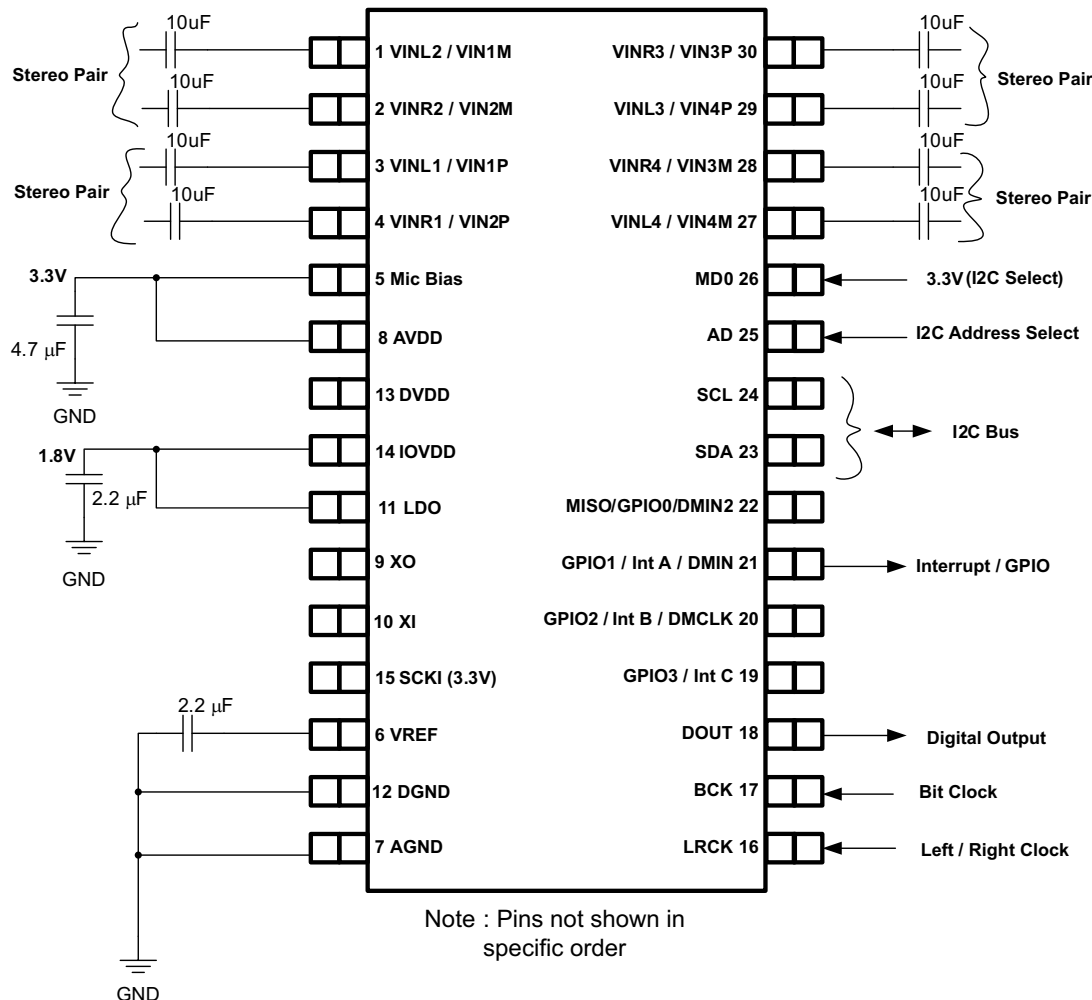 10uF
1 VINL2 / VIN1M
VINR3 / VIN3P 30
10uF
Stereo Pair
10uF
2 VINR2 / VIN2M
VINL3 / VIN4P 29
10uF
Stereo Pair
10uF
3 VINL1 / VIN1P
VINR4 / VIN3M 28
10uF
Stereo Pair
10uF
4 VINR1 / VIN2P
VINL4 / VIN4M 27
10uF
Stereo Pair
3.3V
5 Mic Bias
MD0 26
3.3V (I2C Select)
4.7 μF
8 AVDD
AD 25
I2C Address Select
GND
13 DVDD
SCL 24
1.8V
14 IOVDD
SDA 23
I2C Bus
2.2 μF
11 LDO
MISO/GPIO0/DMIN2 22
GND
9 XO
GPIO1 / Int A / DMIN 21
Interrupt / GPIO
10 XI
GPIO2 / Int B / DMCLK 20
15 SCKI (3.3V)
GPIO3 / Int C 19
2.2 μF
6 VREF
DOUT 18
Digital Output
12 DGND
BCK 17
Bit Clock
7 AGND
LRCK 16
Left / Right Clock
Note : Pins not shown in
specific order
GND